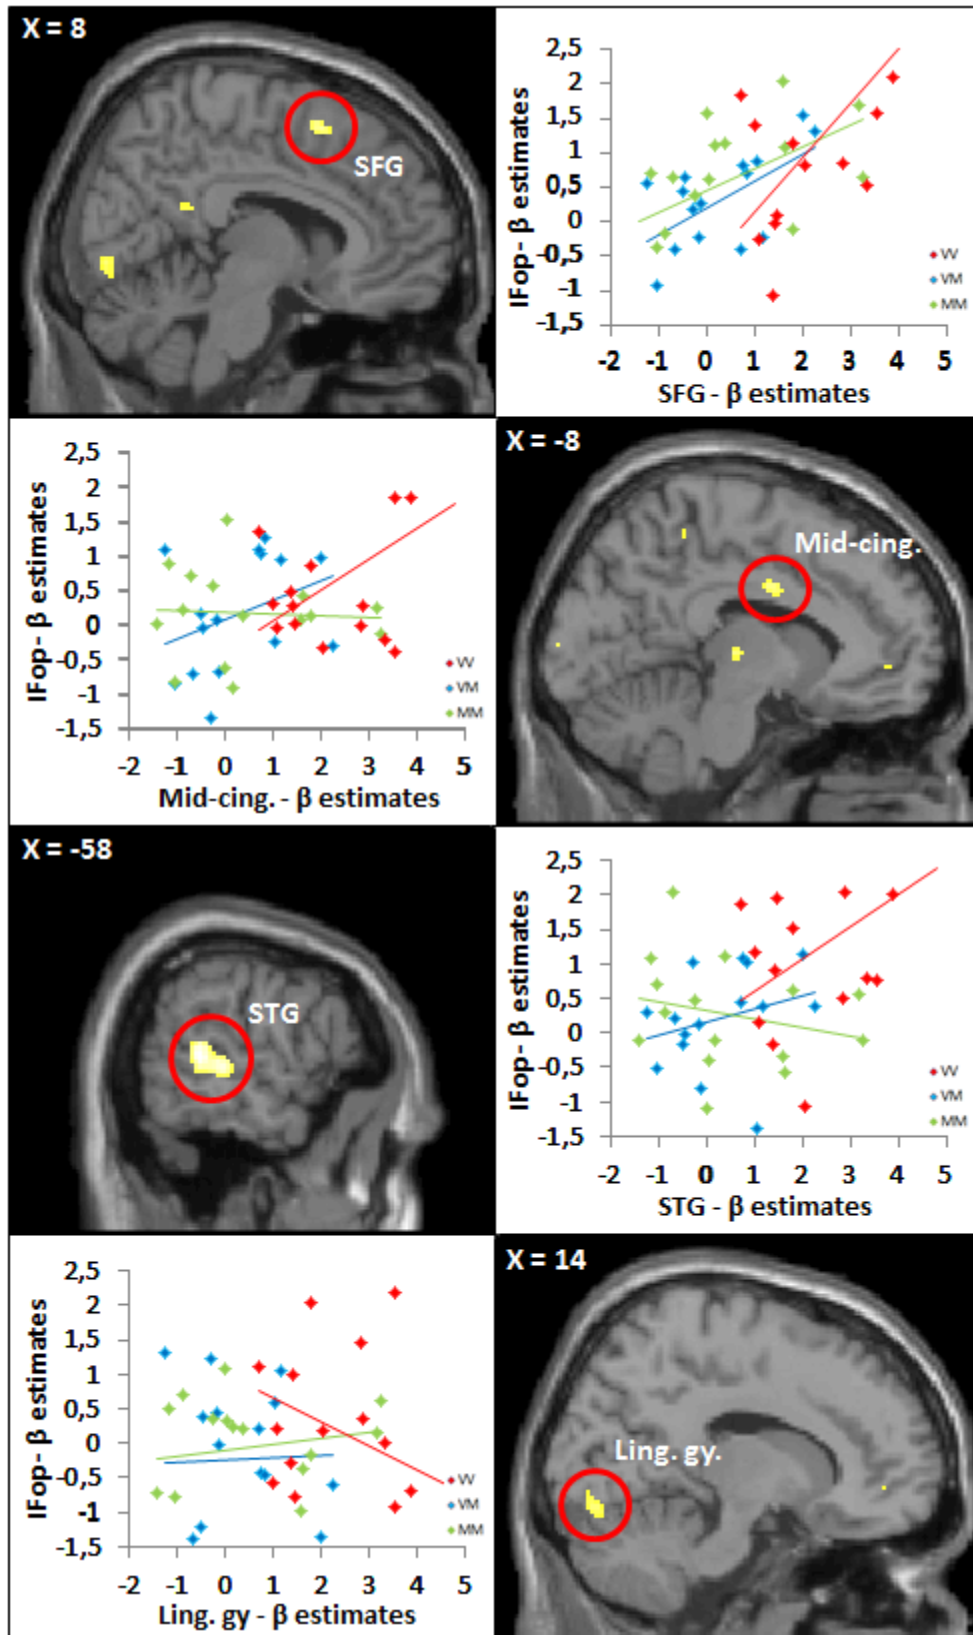 X = 8
SFG
IFop- β estimates
2,5
2
1,5
1
0,5
0
-0,5
-1
-1,5
-2 -1 0 1 2 3 4 5
SFG - β estimates
VV
VM
MM
IFop- β estimates
2,5
2
1,5
1
0,5
0
-0,5
-1
-1,5
-2 -1 0 1 2 3 4 5
Mid-cing. - β estimates
VV
VM
MM
X = -8
Mid-cing.
X = -58
STG
IFop- β estimates
2,5
2
1,5
1
0,5
0
-0,5
-1
-1,5
-2 -1 0 1 2 3 4 5
STG - β estimates
VV
VM
MM
IFop- β estimates
2,5
2
1,5
1
0,5
0
-0,5
-1
-1,5
-2 -1 0 1 2 3 4 5
Ling. gy - β estimates
VV
VM
MM
X = 14
Ling. gy.